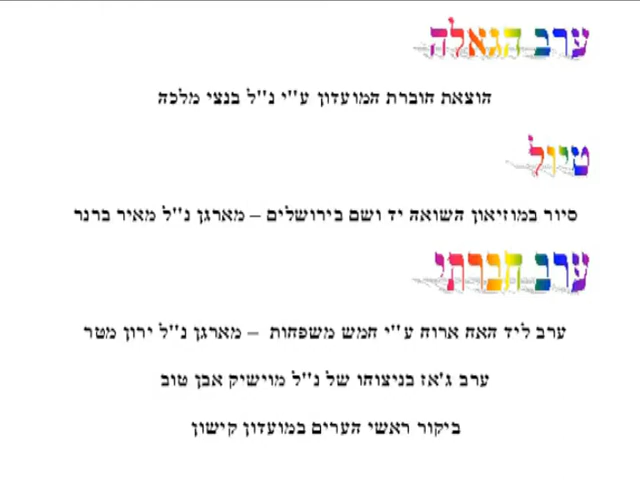 ערב הגאלה
הוצאת חוברת המועדון ע"י נ"ל בנצי מלכה
טיול
סיור במוזיאון השואה יד ושם בירושלים – מארגן נ"ל מאיר ברנר
ערב חברתי
ערב ליד האח ארוח ע"י חמש משפחות – מארגן נ"ל ירון מטר
ערב ג'אז בניצוחו של נ"ל מוישיק אבן טוב
ביקור ראשי הערים במועדון קישון